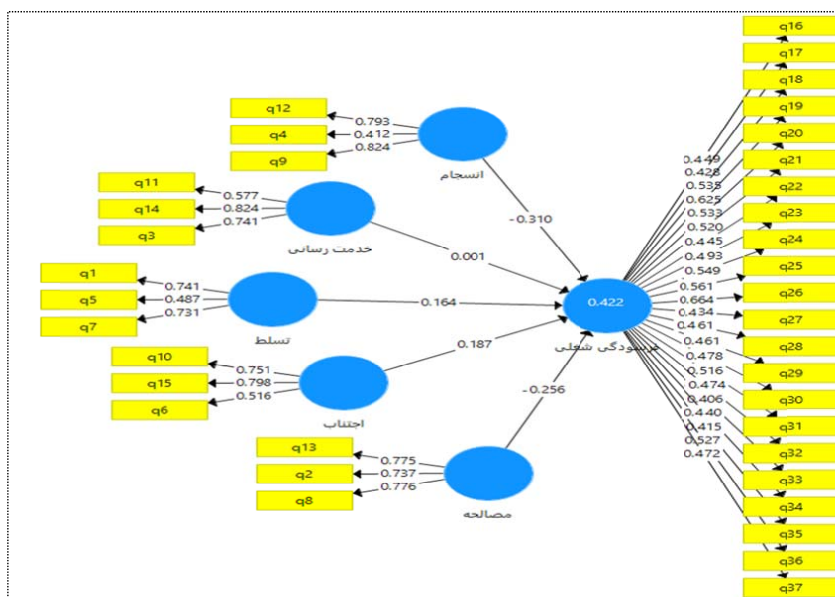 q12
q4
q9
0.793
0.412
0.824
انسجام
q11
q14
q3
0.577
0.824
0.741
خدمت رسانی
q1
q5
q7
0.741
0.487
0.731
تسلط
q10
q15
q6
0.751
0.798
0.516
اجتناب
q13
q2
q8
0.775
0.737
0.776
مصالحه
-0.310
0.001
0.164
0.187
-0.256
0.422
فرسودگی شغلی
0.449
0.428
0.535
0.625
0.533
0.520
0.445
0.493
0.549
0.561
0.664
0.434
0.461
0.461
0.478
0.516
0.474
0.406
0.440
0.415
0.527
0.472
q16
q17
q18
q19
q20
q21
q22
q23
q24
q25
q26
q27
q28
q29
q30
q31
q32
q33
q34
q35
q36
q37